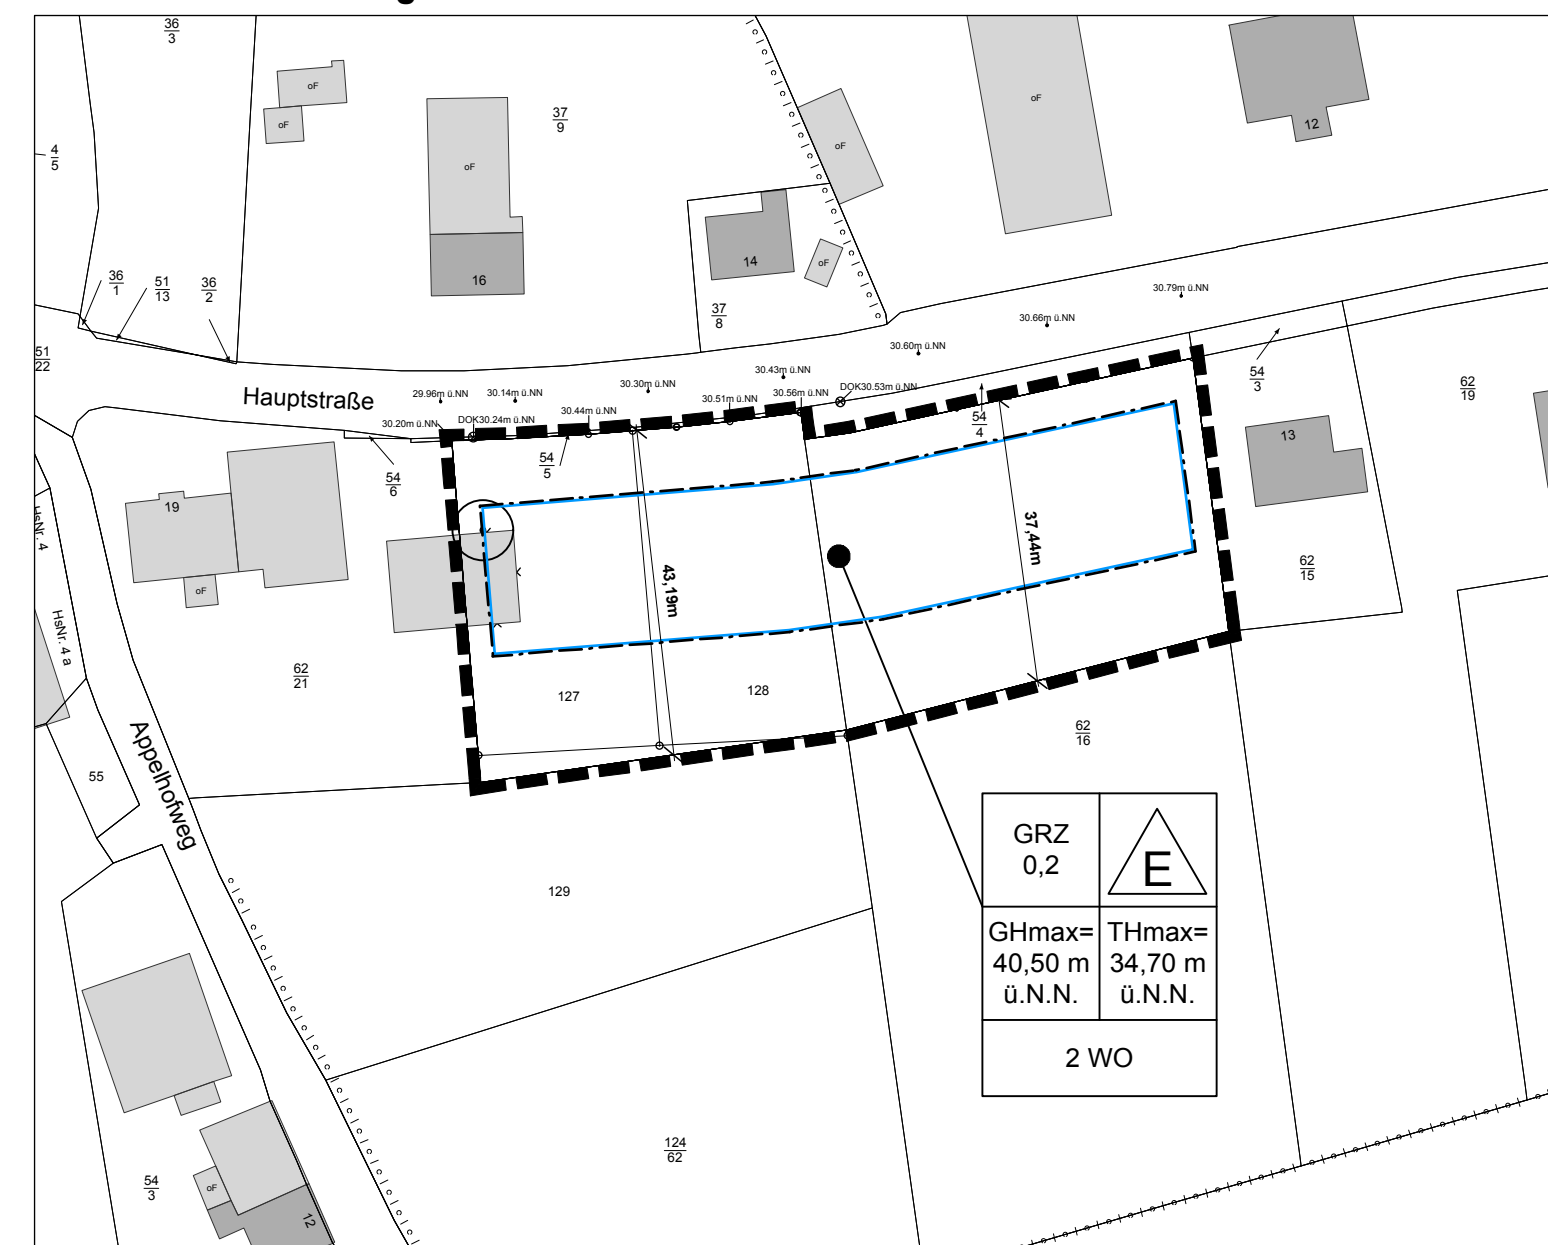 g
36
3
oF
oF
37
9
oF
oF
oF
12
4
5
16
14
oF
36
1
51
13
36
2
37
8
30.79m ü.NN
30.66m ü.NN
30.60m ü.NN
51
22
Hauptstraße
29.96m ü.NN
30.14m ü.NN
30.30m ü.NN
30.43m ü.NN
30.20m ü.NN
DOK30.24m ü.NN
30.44m ü.NN
30.51m ü.NN
30.56m ü.NN
DOK30.53m ü.NN
54
3
62
19
54
6
54
5
54
4
13
19
oF
HsNr. 4
HsNr. 4 a
43,19m
37,44m
62
15
62
21
127
128
62
16
55
Appelhofweg
129
GRZ
0,2
E
GHmax=
40,50 m
ü.N.N.
THmax=
34,70 m
ü.N.N.
2 WO
124
62
54
3
oF
12